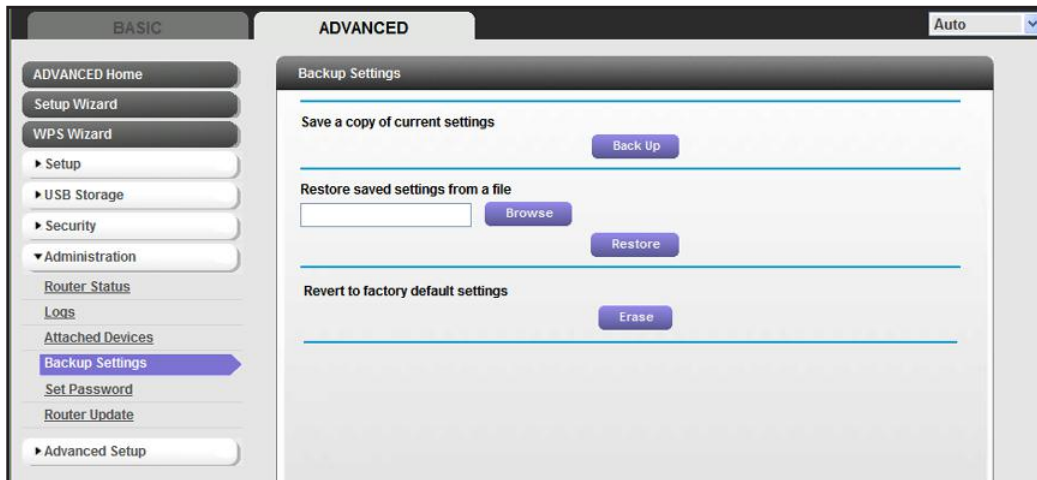 BASIC
ADVANCED
Auto
ADVANCED Home
Setup Wizard
WPS Wizard
Setup
USB Storage
Security
Administration
Router Status
Logs
Attached Devices
Backup Settings
Set Password
Router Update
Advanced Setup
Backup Settings
Save a copy of current settings
Back Up
Restore saved settings from a file
Browse
Restore
Revert to factory default settings
Erase